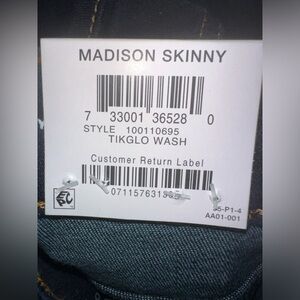 MADISON SKINNY
7 33001 36528 0
STYLE 100110695
TIKGLO WASH
Customer Return Label
AA01-001